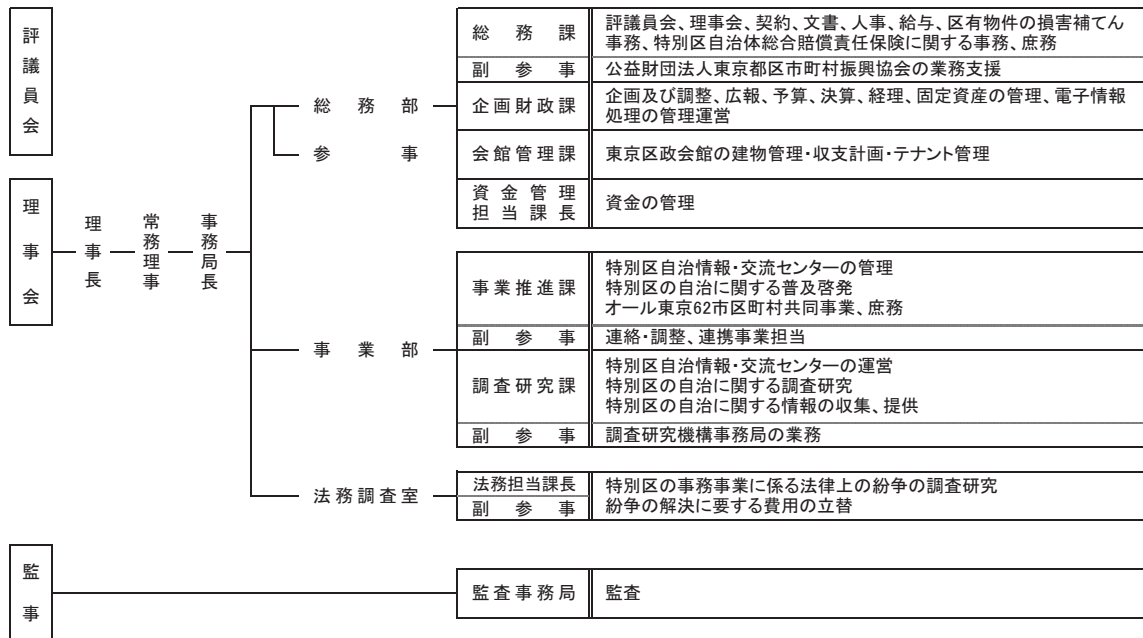 評議員会
理事会
理事長
常務理事
事務局長
総務部
参事
総務課
評議員会、理事会、契約、文書、人事、給与、区有物件の損害補てん
事務、特別区自治体総合賠償責任保険に関する事務、庶務
副参事
公益財団法人東京都区市町村振興協会の業務支援
企画財政課
企画及び調整、広報、予算、決算、経理、固定資産の管理、電子情報
処理の管理運営
会館管理課
東京区政会館の建物管理・収支計画・テナント管理
資金管理
担当課長
資金の管理
事業部
事業推進課
特別区自治情報・交流センターの管理
特別区の自治に関する普及啓発
オール東京62市区町村共同事業、庶務
副参事
連絡・調整、連携事業担当
調査研究課
特別区自治情報・交流センターの運営
特別区の自治に関する調査研究
特別区の自治に関する情報の収集、提供
副参事
調査研究機構事務局の業務
法務調査室
法務担当課長
副参事
特別区の事務事業に係る法律上の紛争の調査研究
紛争の解決に要する費用の立替
監事
監査事務局
監査